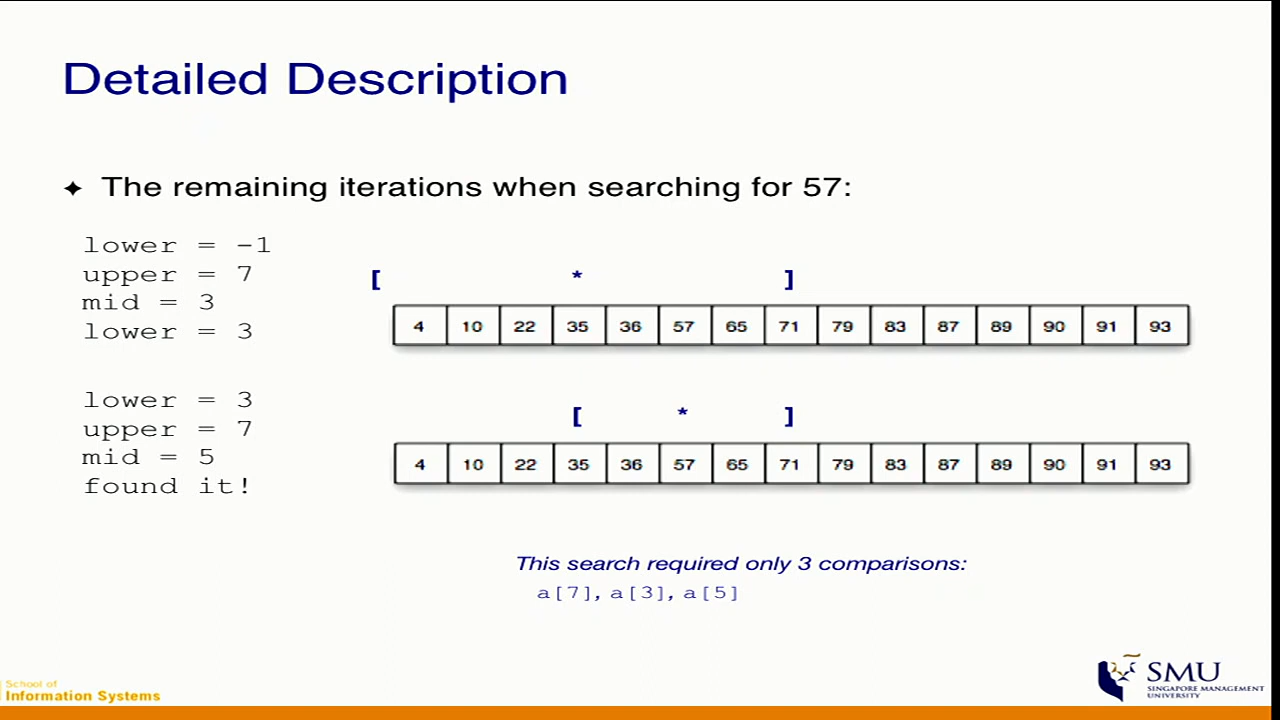 Detailed Description
✦ The remaining iterations when searching for 57:
lower = -1
upper = 7
mid = 3
lower = 3
[ * ]
4 10 22 35 36 57 65 71 79 83 87 89 90 91 93
lower = 3
upper = 7
mid = 5
found it!
[ * ]
4 10 22 35 36 57 65 71 79 83 87 89 90 91 93
This search required only 3 comparisons:
a[7], a[3], a[5]
School of
Information Systems
SMU
SINGAPORE MANAGEMENT
UNIVERSITY